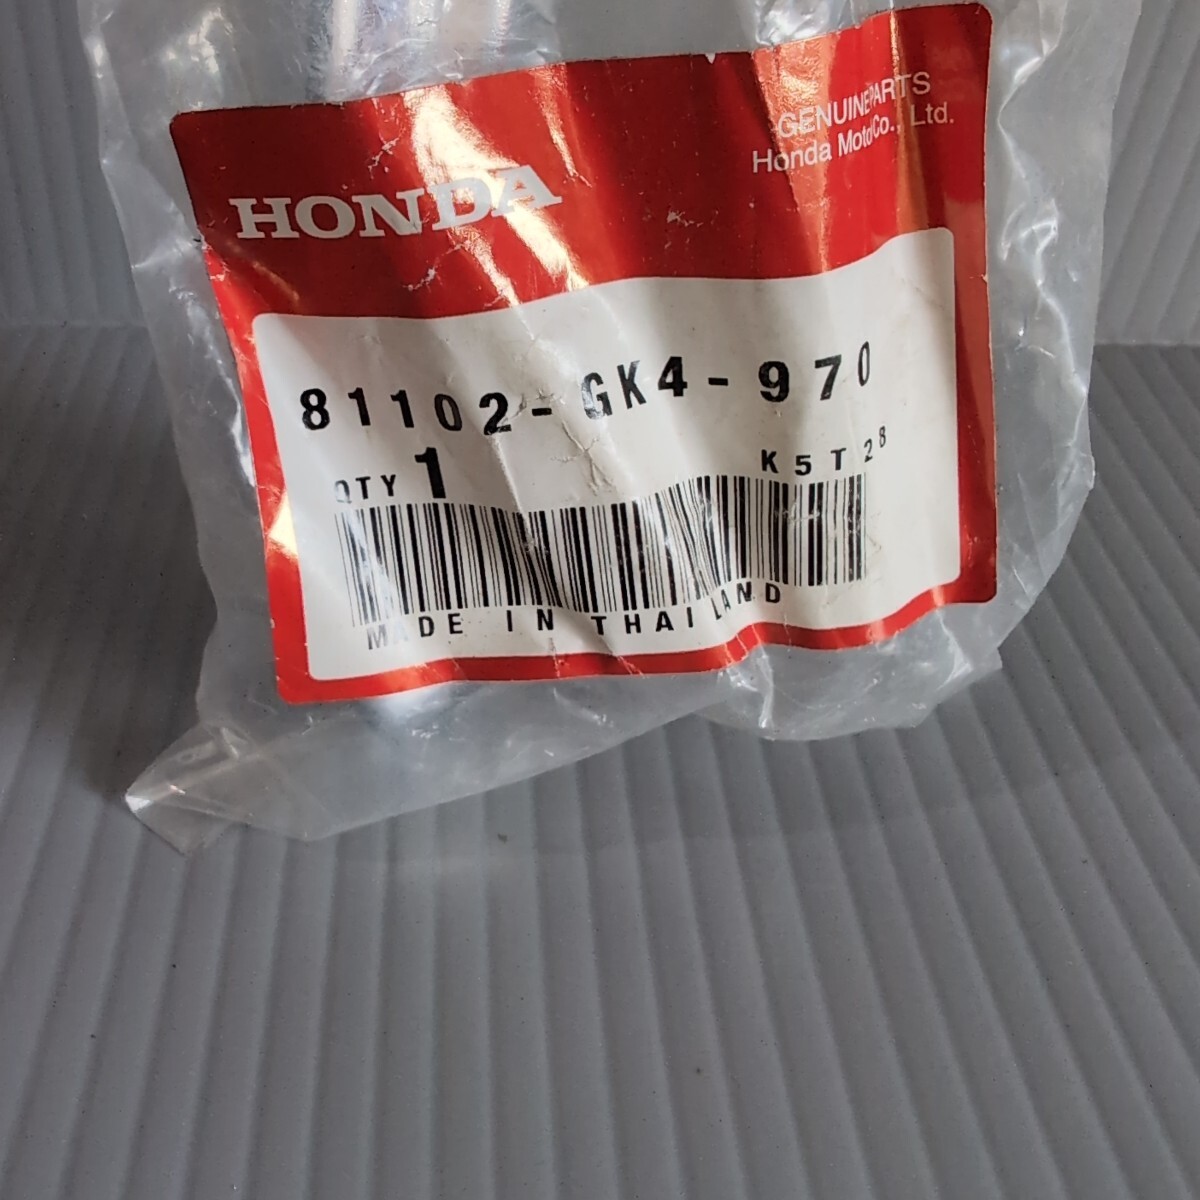 GENUINE PARTS
Honda Motor Co., Ltd.
HONDA
81102-GK4-970
QTY 1 K5T28
MADE IN THAILAND